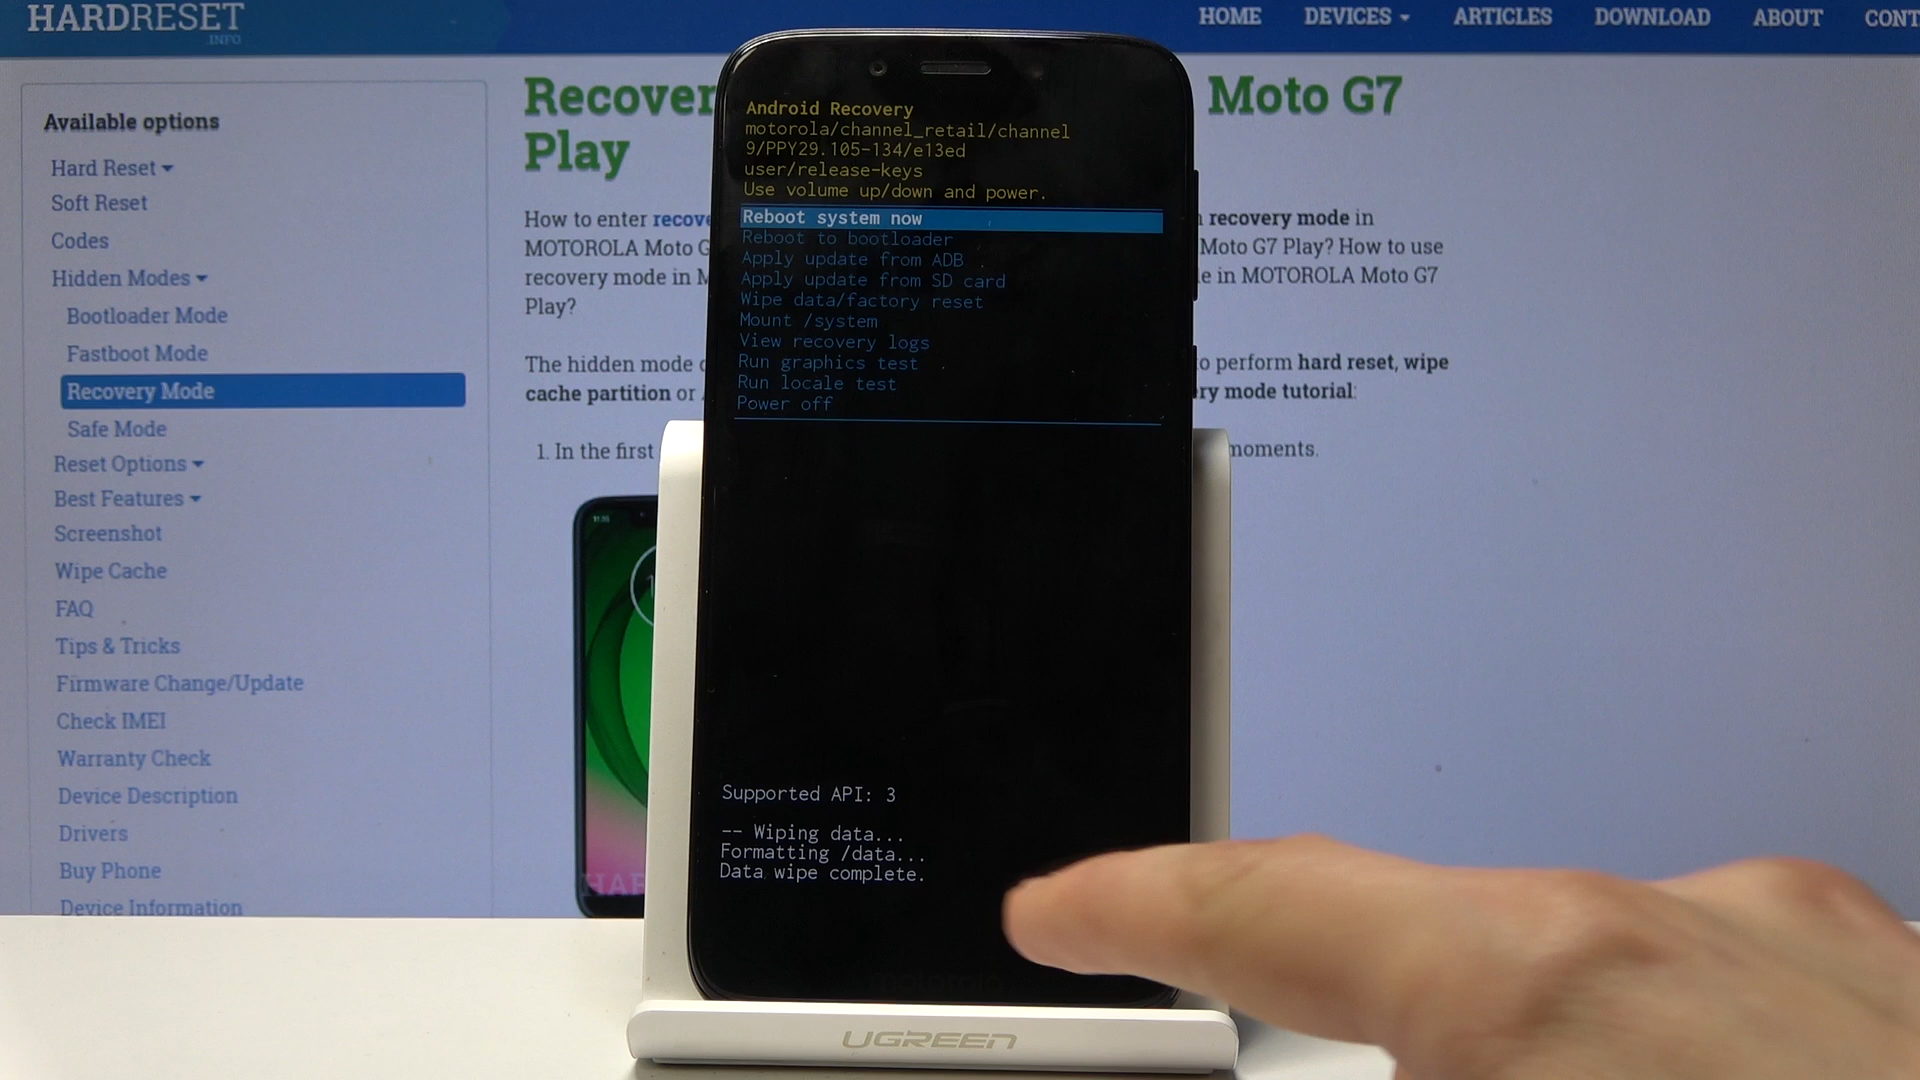 HARDRESET
.INFO
HOME DEVICES ARTICLES DOWNLOAD ABOUT CONT
Available options
Hard Reset
Soft Reset
Codes
Hidden Modes
Bootloader Mode
Fastboot Mode
Recovery Mode
Safe Mode
Reset Options
Best Features
Screenshot
Wipe Cache
FAQ
Tips & Tricks
Firmware Change/Update
Check IMEI
Warranty Check
Device Description
Drivers
Buy Phone
Device Information
Recover Moto G7
Play
How to enter recove recovery mode in
MOTOROLA Moto G Moto G7 Play? How to use
recovery mode in M e in MOTOROLA Moto G7
Play?
The hidden mode o perform hard reset, wipe
cache partition or ry mode tutorial:
1. In the first moments.
11:35
HAR
Android Recovery
motorola/channel_retail/channel
9/PPY29.105-134/e13ed
user/release-keys
Use volume up/down and power.
Reboot system now
Reboot to bootloader
Apply update from ADB
Apply update from SD card
Wipe data/factory reset
Mount /system
View recovery logs
Run graphics test
Run locale test
Power off
Supported API: 3
-- Wiping data...
Formatting /data...
Data wipe complete.
motorola
UGREEN